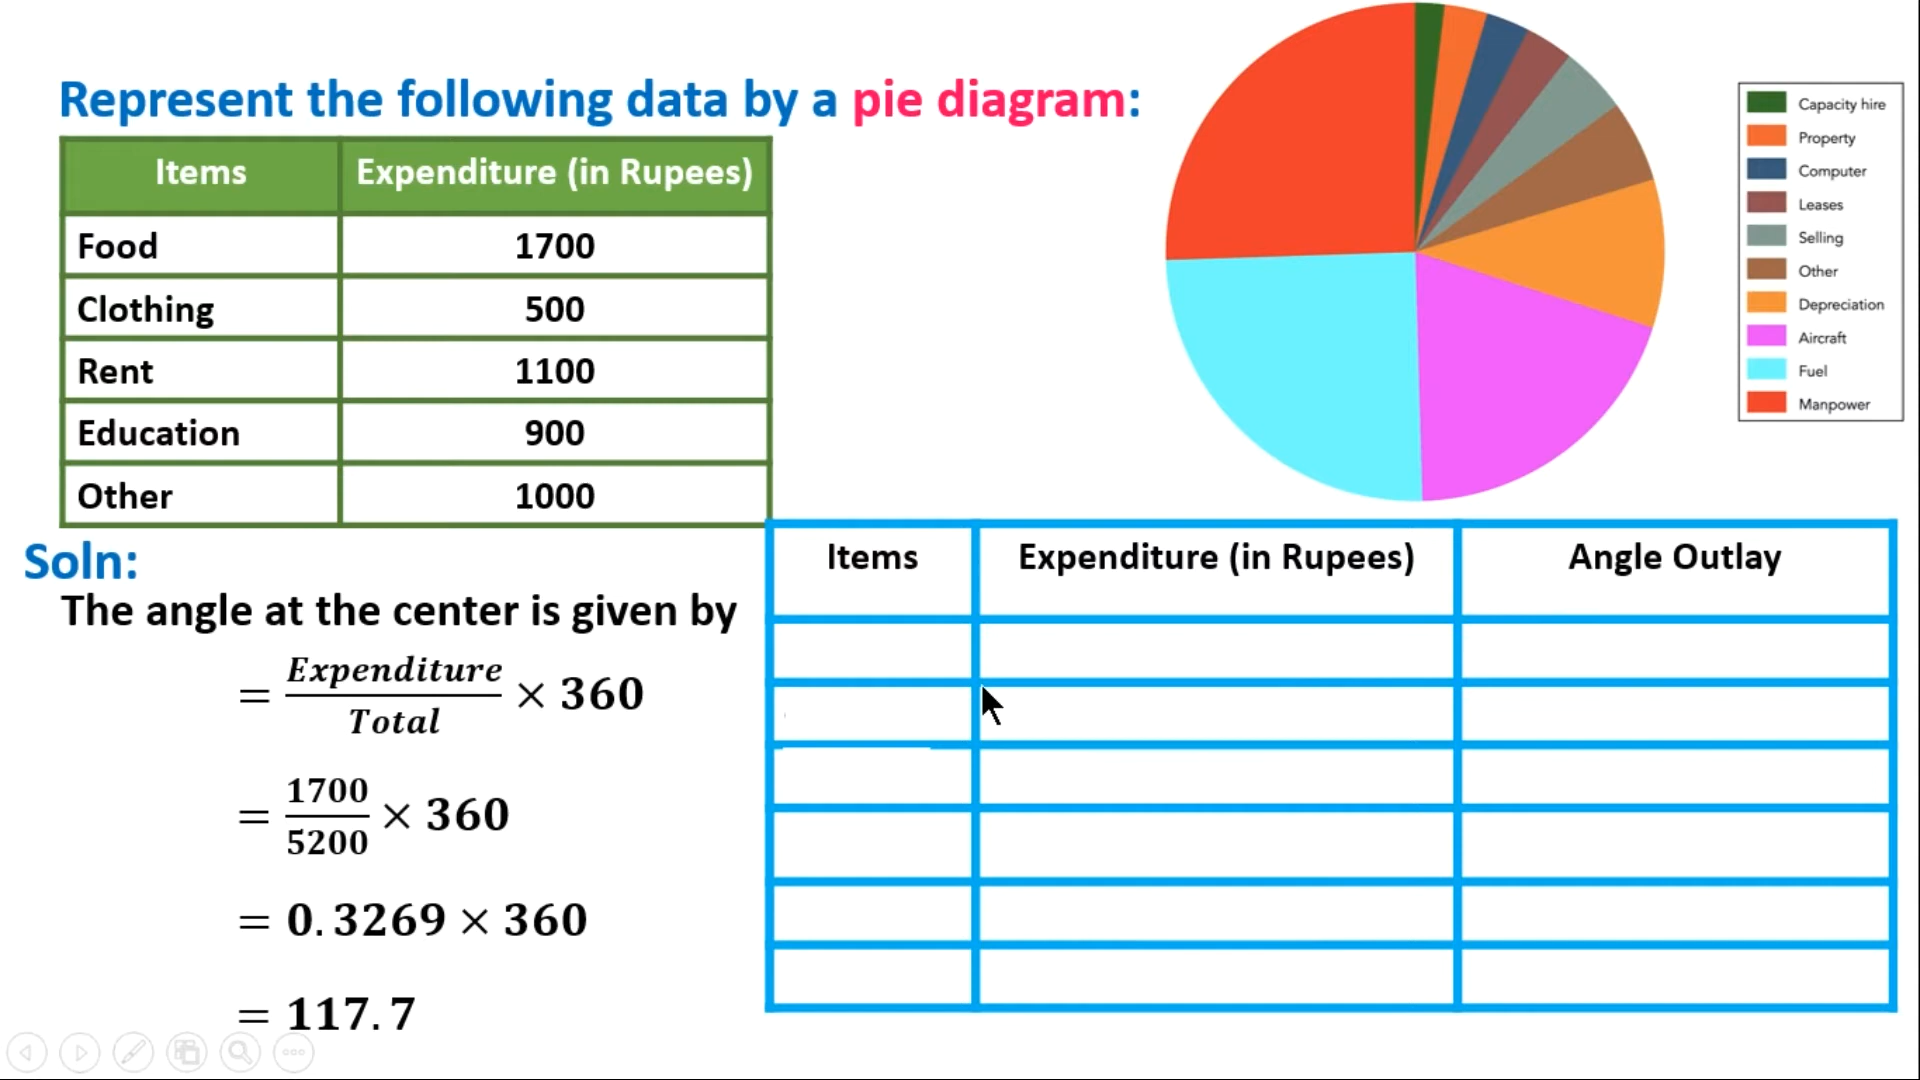 Represent the following data by a pie diagram:
Items Expenditure (in Rupees)
Food 1700
Clothing 500
Rent 1100
Education 900
Other 1000
Capacity hire
Property
Computer
Leases
Selling
Other
Depreciation
Aircraft
Fuel
Manpower
Soln:
The angle at the center is given by
= Expenditure/Total × 360
= 1700/5200 × 360
= 0.3269 × 360
= 117.7
Items Expenditure (in Rupees) Angle Outlay